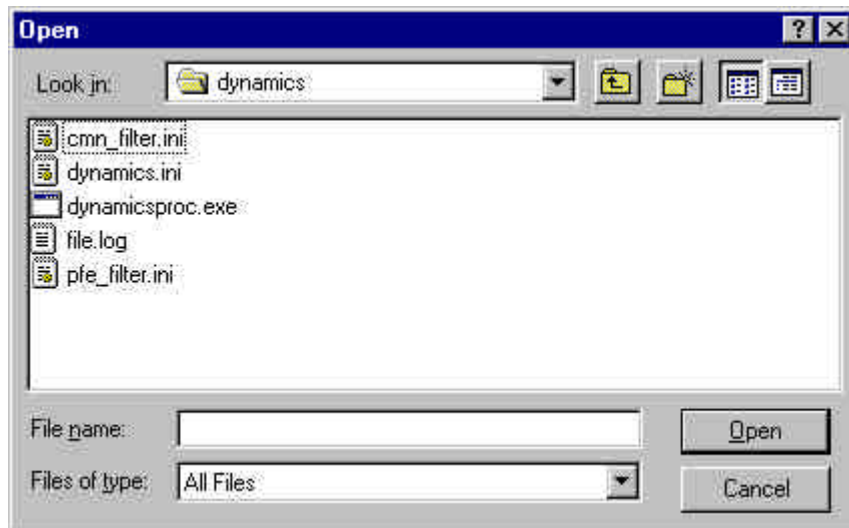 Open
Look in: dynamics
cmn_filter.ini
dynamics.ini
dynamicsproc.exe
file.log
pfe_filter.ini
File name: Open
Files of type: All Files Cancel